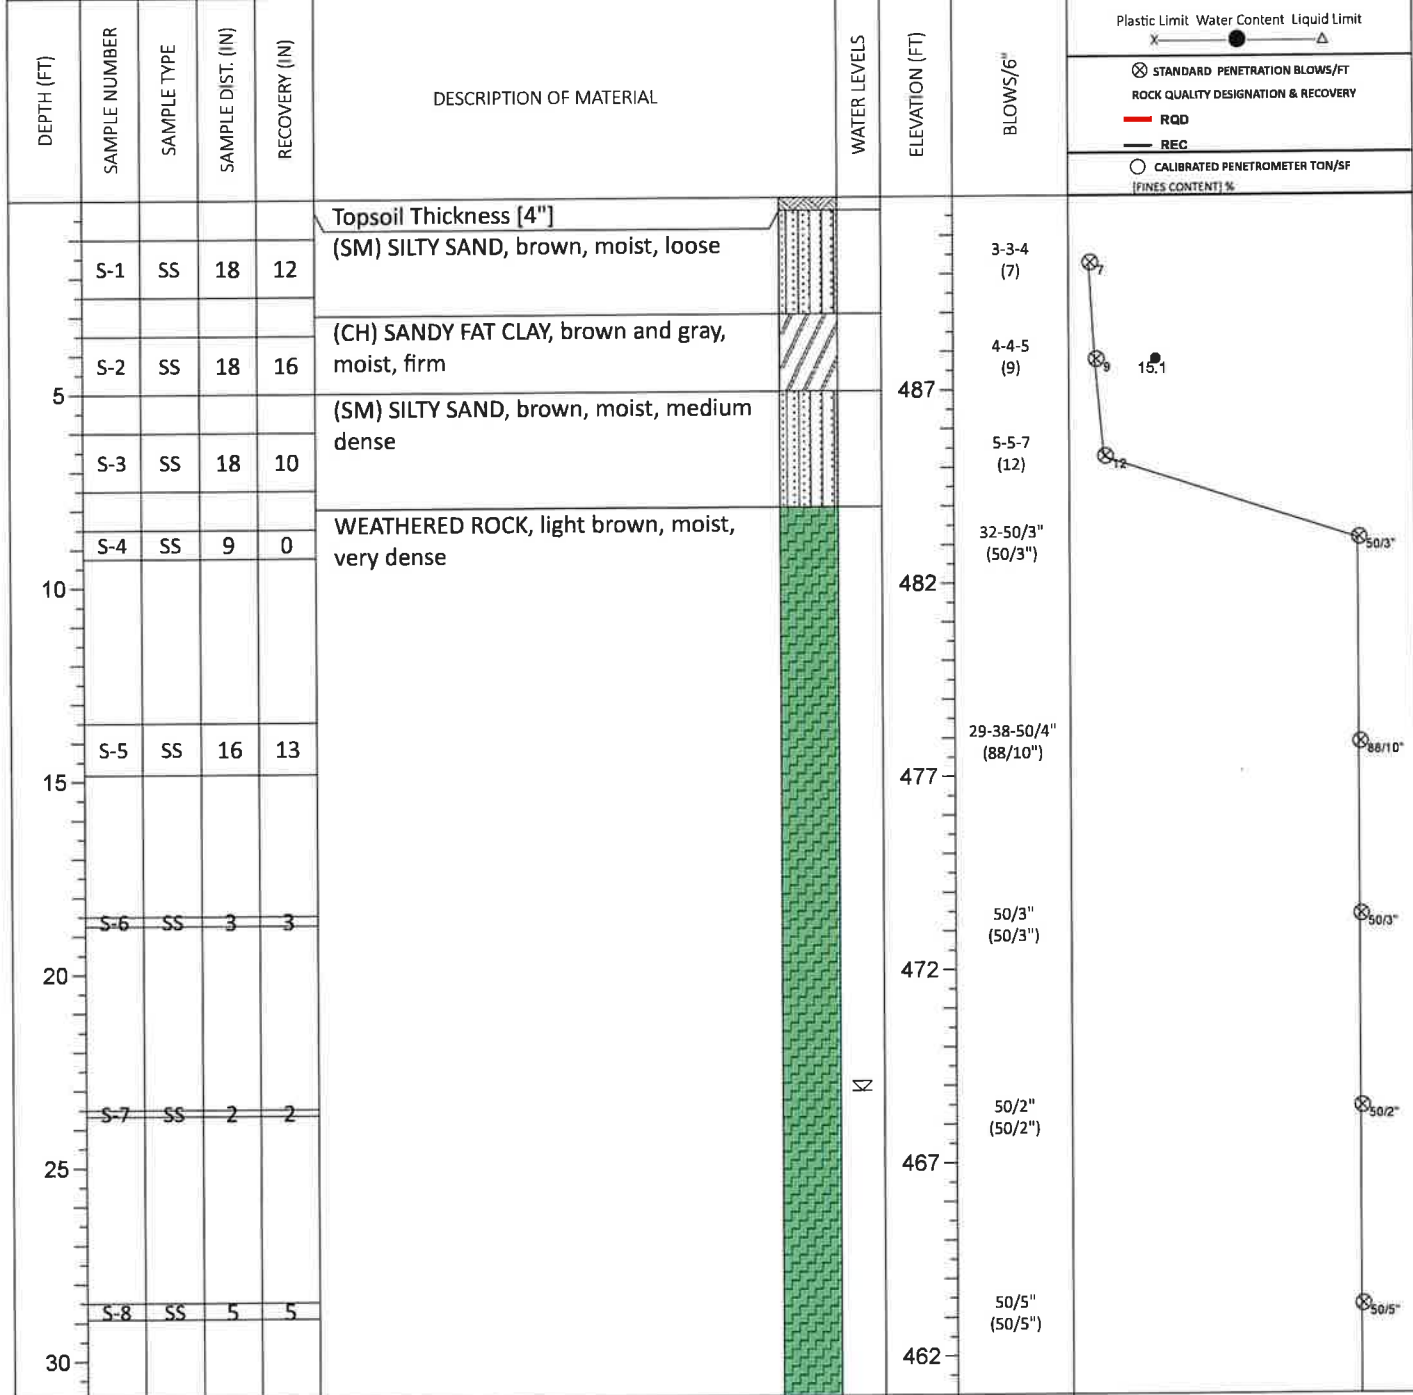 DEPTH (FT)
SAMPLE NUMBER
SAMPLE TYPE
SAMPLE DIST. (IN)
RECOVERY (IN)
DESCRIPTION OF MATERIAL
WATER LEVELS
ELEVATION (FT)
BLOWS/6"
Plastic Limit Water Content Liquid Limit
X
STANDARD PENETRATION BLOWS/FT
ROCK QUALITY DESIGNATION & RECOVERY
RQD
REC
CALIBRATED PENETROMETER TON/SF
[FINES CONTENT] %
Topsoil Thickness [4"]
S-1 SS 18 12
(SM) SILTY SAND, brown, moist, loose
3-3-4
(7)
7
S-2 SS 18 16
(CH) SANDY FAT CLAY, brown and gray,
moist, firm
4-4-5
(9)
9
15.1
5
487
(SM) SILTY SAND, brown, moist, medium
dense
S-3 SS 18 10
5-5-7
(12)
12
S-4 SS 9 0
WEATHERED ROCK, light brown, moist,
very dense
32-50/3"
(50/3")
50/3"
10
482
S-5 SS 16 13
29-38-50/4"
(88/10")
88/10"
15
477
S-6 SS 3 3
50/3"
(50/3")
50/3"
20
472
S-7 SS 2 2
50/2"
(50/2")
50/2"
25
467
S-8 SS 5 5
50/5"
(50/5")
50/5"
30
462